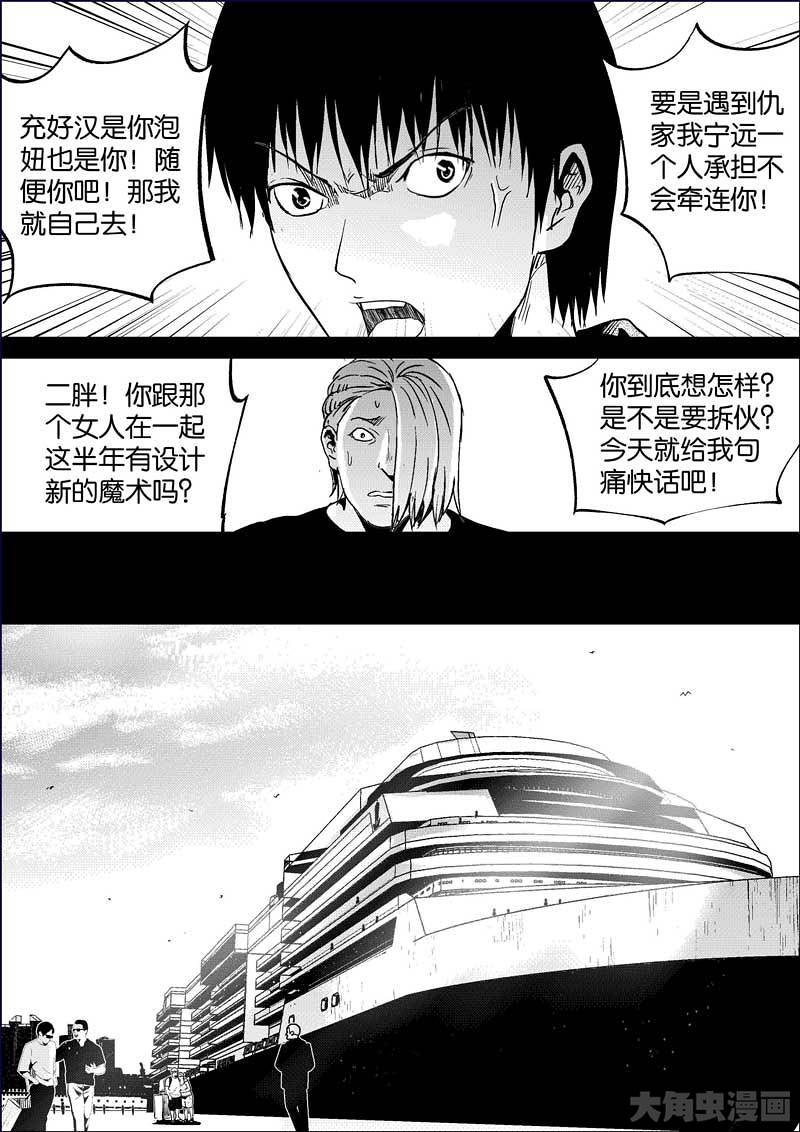 要是遇到仇
家我宁远一
个人承担不
会牵连你！
充好汉是你泡
妞也是你！随
便你吧！那我
就自己去！
你到底想怎样？
是不是要拆伙？
今天就给我句
痛快话吧！
二胖！你跟那
个女人在一起
这半年有设计
新的魔术吗？
大角虫漫画